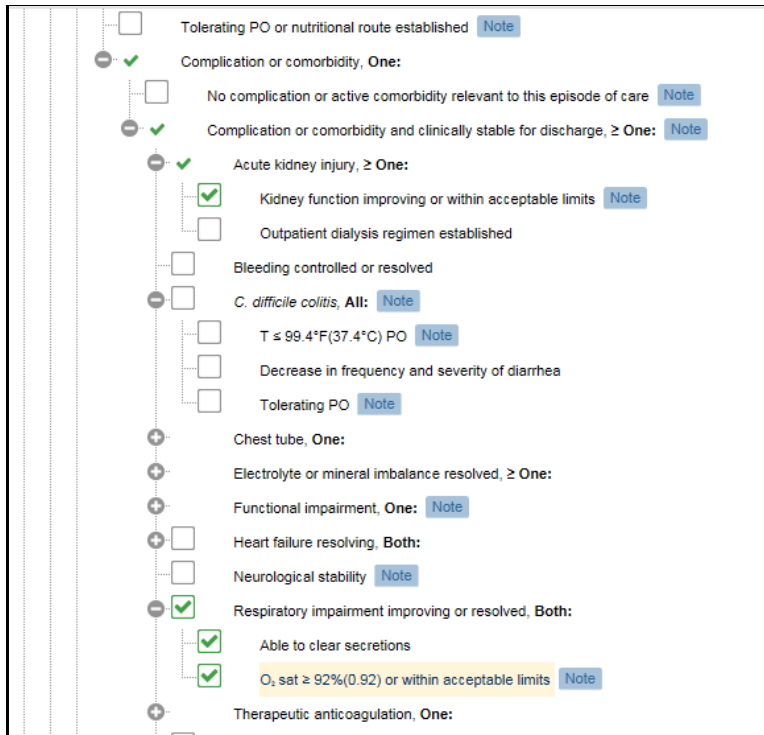 Tolerating PO or nutritional route established Note
Complication or comorbidity, One:
No complication or active comorbidity relevant to this episode of care Note
Complication or comorbidity and clinically stable for discharge, ≥ One: Note
Acute kidney injury, ≥ One:
Kidney function improving or within acceptable limits Note
Outpatient dialysis regimen established
Bleeding controlled or resolved
C. difficile colitis, All: Note
T ≤ 99.4°F(37.4°C) PO Note
Decrease in frequency and severity of diarrhea
Tolerating PO Note
Chest tube, One:
Electrolyte or mineral imbalance resolved, ≥ One:
Functional impairment, One: Note
Heart failure resolving, Both:
Neurological stability Note
Respiratory impairment improving or resolved, Both:
Able to clear secretions
O₂ sat ≥ 92%(0.92) or within acceptable limits Note
Therapeutic anticoagulation, One: